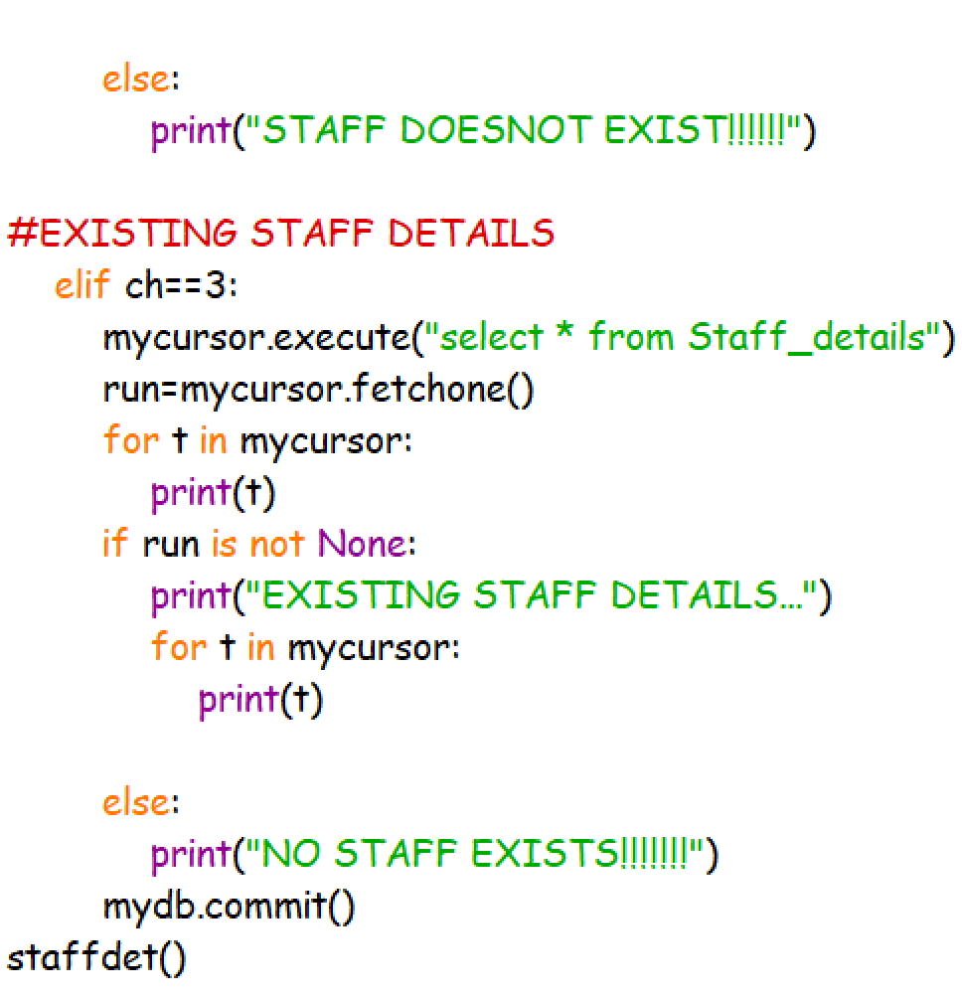 else:
print("STAFF DOESNOT EXIST!!!!!!")
#EXISTING STAFF DETAILS
elif ch==3:
mycursor.execute("select * from Staff_details")
run=mycursor.fetchone()
for t in mycursor:
print(t)
if run is not None:
print("EXISTING STAFF DETAILS...")
for t in mycursor:
print(t)
else:
print("NO STAFF EXISTS!!!!!!!")
mydb.commit()
staffdet()